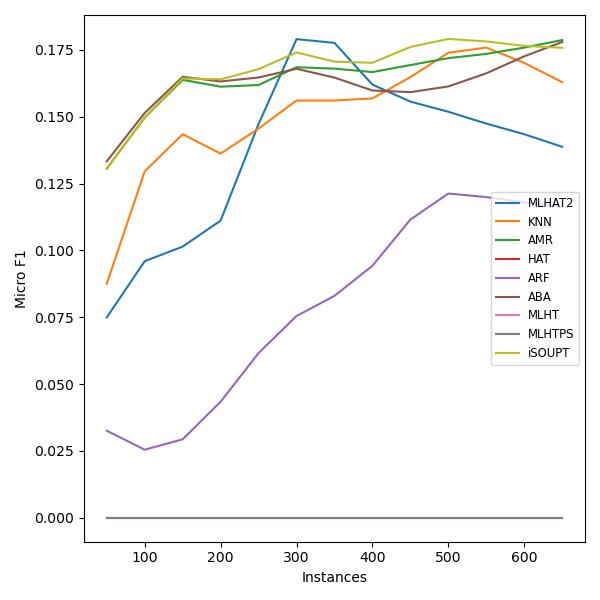 0.175
0.150
0.125
0.100
0.075
0.050
0.025
0.000
Micro F1
100 200 300 400 500 600
Instances
MLHAT2
KNN
AMR
HAT
ARF
ABA
MLHT
MLHTPS
iSOUPT